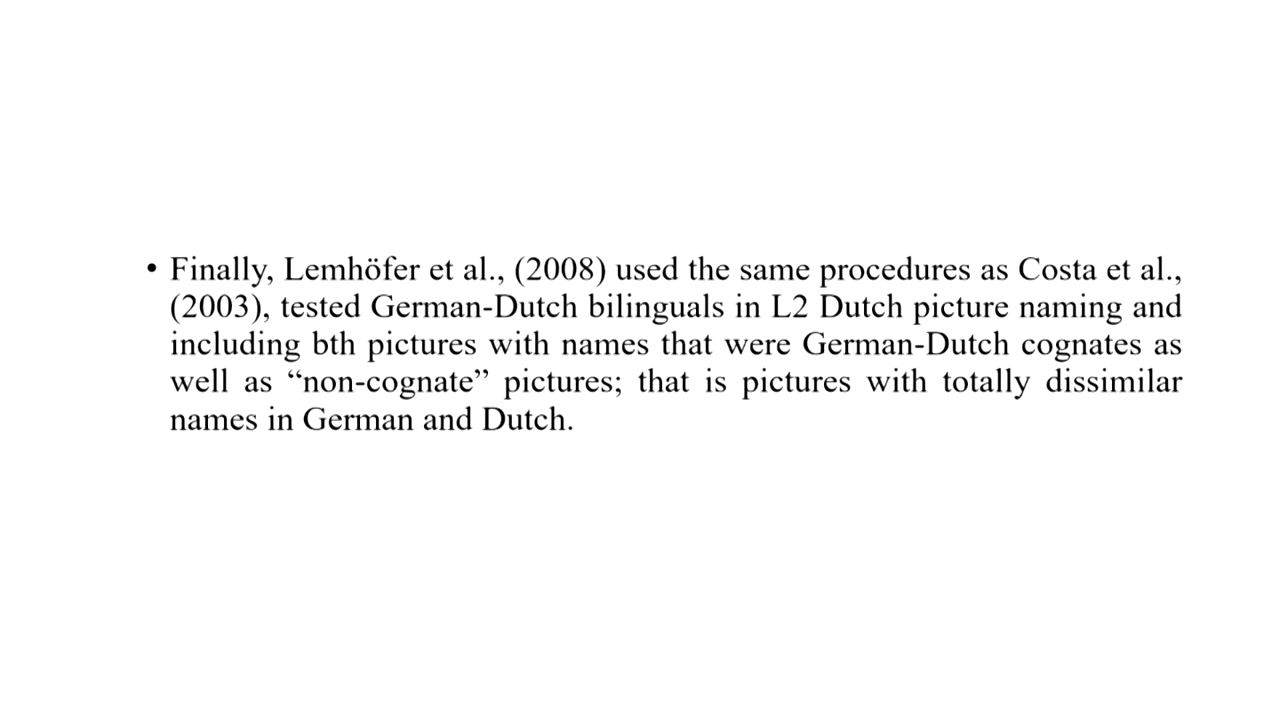 • Finally, Lemhöfer et al., (2008) used the same procedures as Costa et al.,
(2003), tested German-Dutch bilinguals in L2 Dutch picture naming and
including bth pictures with names that were German-Dutch cognates as
well as “non-cognate” pictures; that is pictures with totally dissimilar
names in German and Dutch.